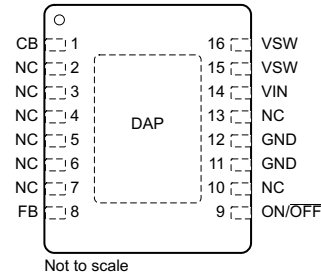 CB 1 16 VSW
NC 2 15 VSW
NC 3 14 VIN
NC 4 13 NC
DAP
NC 5 12 GND
NC 6 11 GND
NC 7 10 NC
FB 8 9 ON/OFF
Not to scale